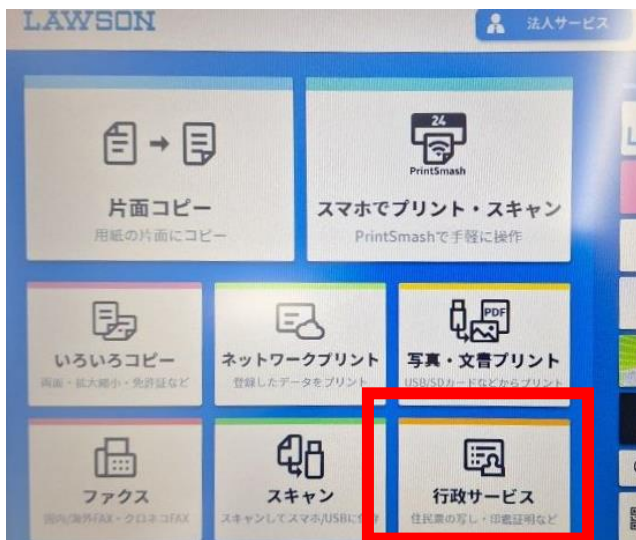 LAWSON
法人サービス
片面コピー
用紙の片面にコピー
24
PrintSmash
スマホでプリント・スキャン
PrintSmashで手軽に操作
いろいろコピー
両面・拡大縮小・免許証など
ネットワークプリント
登録したデータをプリント
PDF
写真・文書プリント
USB/SDカードなどからプリント
ファクス
国内/海外FAX・クロネコFAX
スキャン
スキャンしてスマホ/USBに保存
行政サービス
住民票の写し・印鑑証明など